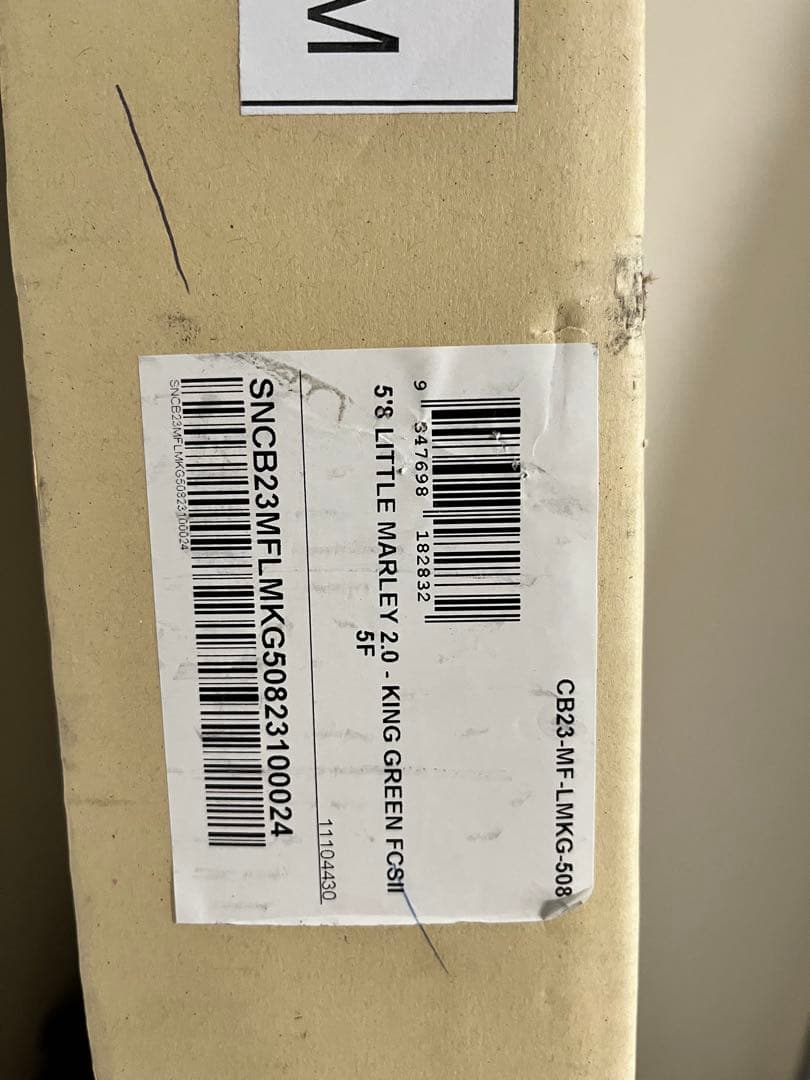 M
CB23-MF-LMKG-508
9 347698 182832
5'8 LITTLE MARLEY 2.0 - KING GREEN FCSII
5F
11104430
SNCB23MFLMKG50823100024
SNCB23MFLMKG50823100024